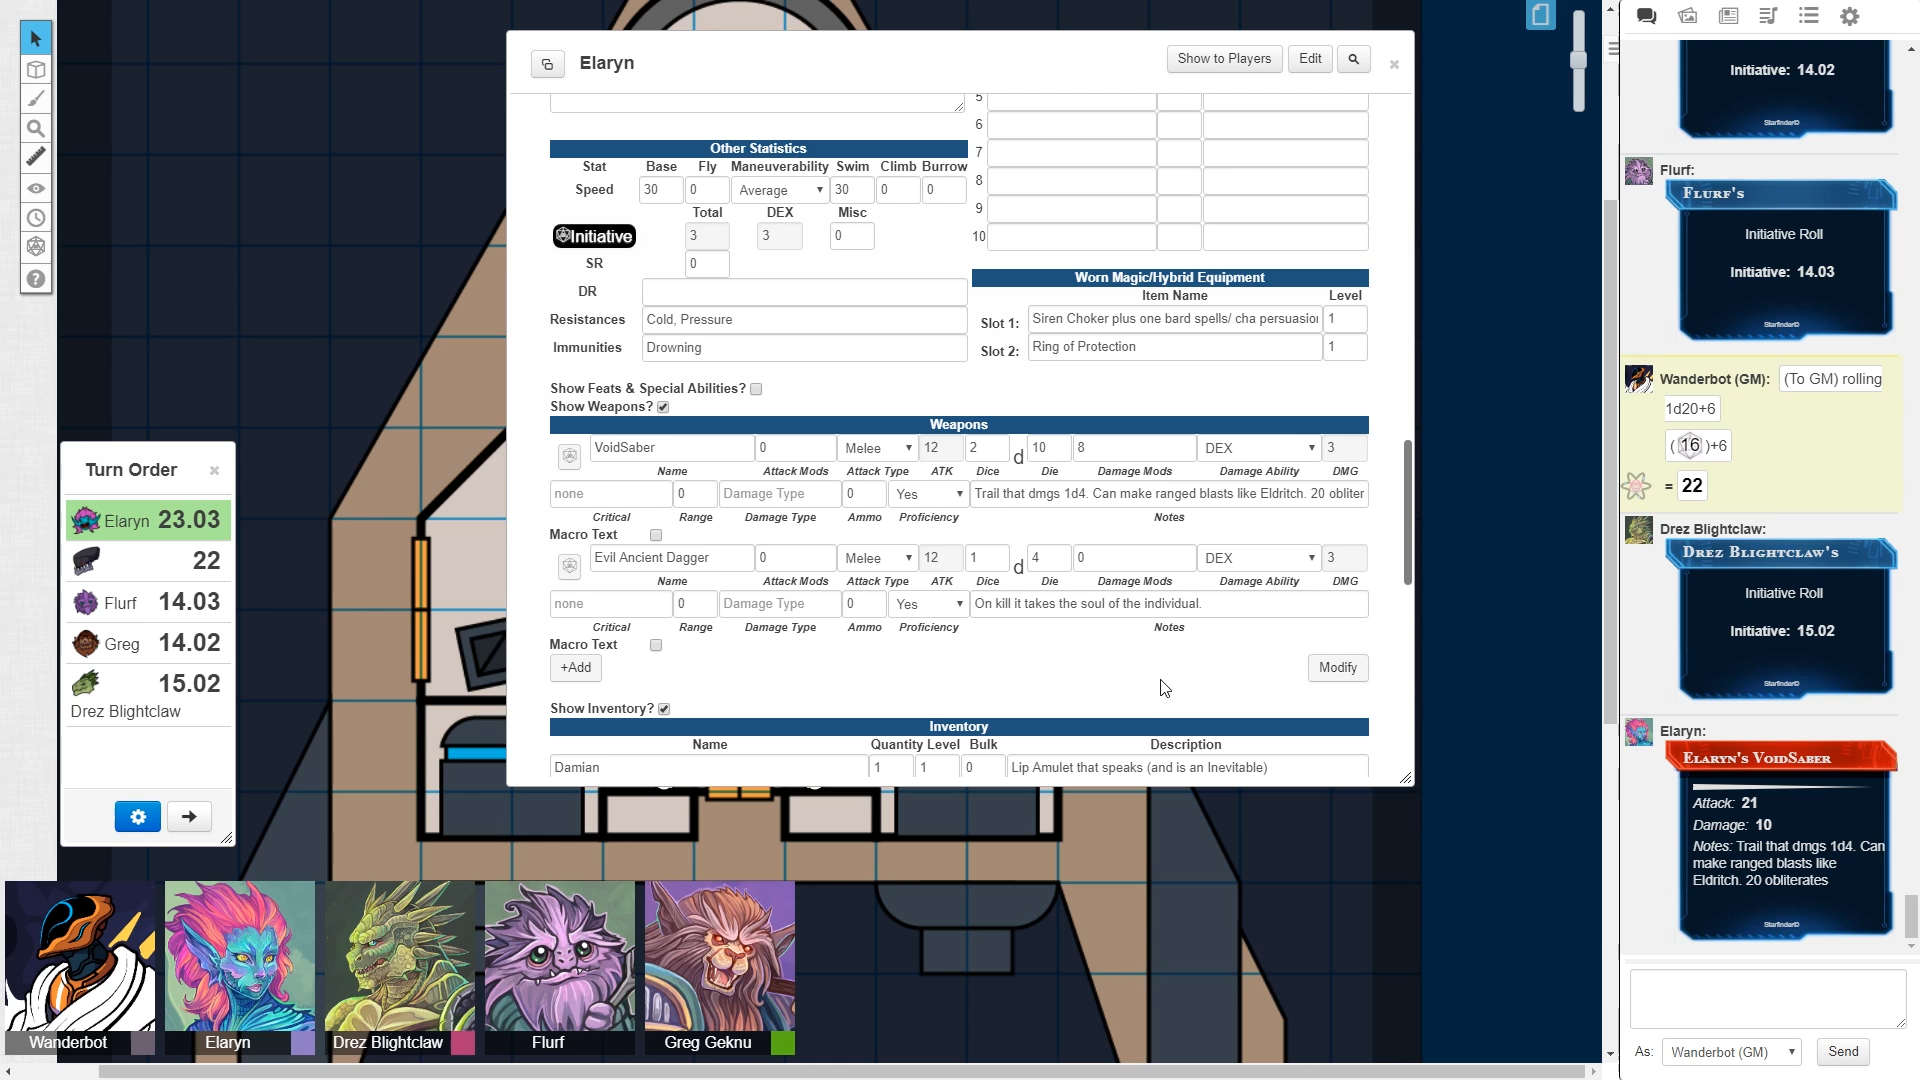 Elaryn
Show to Players
Edit
5
6
7
8
9
10
Other Statistics
Stat Base Fly Maneuverability Swim Climb Burrow
Speed 30 0 Average 30 0 0
Total DEX Misc
Initiative 3 3 0
SR 0
DR
Resistances Cold, Pressure
Immunities Drowning
Worn Magic/Hybrid Equipment
Item Name Level
Slot 1: Siren Choker plus one bard spells/ cha persuasion 1
Slot 2: Ring of Protection 1
Show Feats & Special Abilities?
Show Weapons?
Weapons
VoidSaber 0 Melee 12 2 d 10 8 DEX 3
Name Attack Mods Attack Type ATK Dice Die Damage Mods Damage Ability DMG
none 0 Damage Type 0 Yes Trail that dmgs 1d4. Can make ranged blasts like Eldritch. 20 obliter
Critical Range Damage Type Ammo Proficiency Notes
Macro Text
Evil Ancient Dagger 0 Melee 12 1 d 4 0 DEX 3
Name Attack Mods Attack Type ATK Dice Die Damage Mods Damage Ability DMG
none 0 Damage Type 0 Yes On kill it takes the soul of the individual.
Critical Range Damage Type Ammo Proficiency Notes
Macro Text
+Add Modify
Show Inventory?
Inventory
Name Quantity Level Bulk Description
Damian 1 1 0 Lip Amulet that speaks (and is an Inevitable)
Turn Order
Elaryn 23.03
22
Flurf 14.03
Greg 14.02
15.02
Drez Blightclaw
Wanderbot
Elaryn
Drez Blightclaw
Flurf
Greg Geknu
Initiative: 14.02
Starfinder©
Flurf:
Flurf's
Initiative Roll
Initiative: 14.03
Starfinder©
Wanderbot (GM): (To GM) rolling
1d20+6
(16)+6
= 22
Drez Blightclaw:
Drez Blightclaw's
Initiative Roll
Initiative: 15.02
Starfinder©
Elaryn:
Elaryn's VoidSaber
Attack: 21
Damage: 10
Notes: Trail that dmgs 1d4. Can
make ranged blasts like
Eldritch. 20 obliterates
Starfinder©
As: Wanderbot (GM) Send